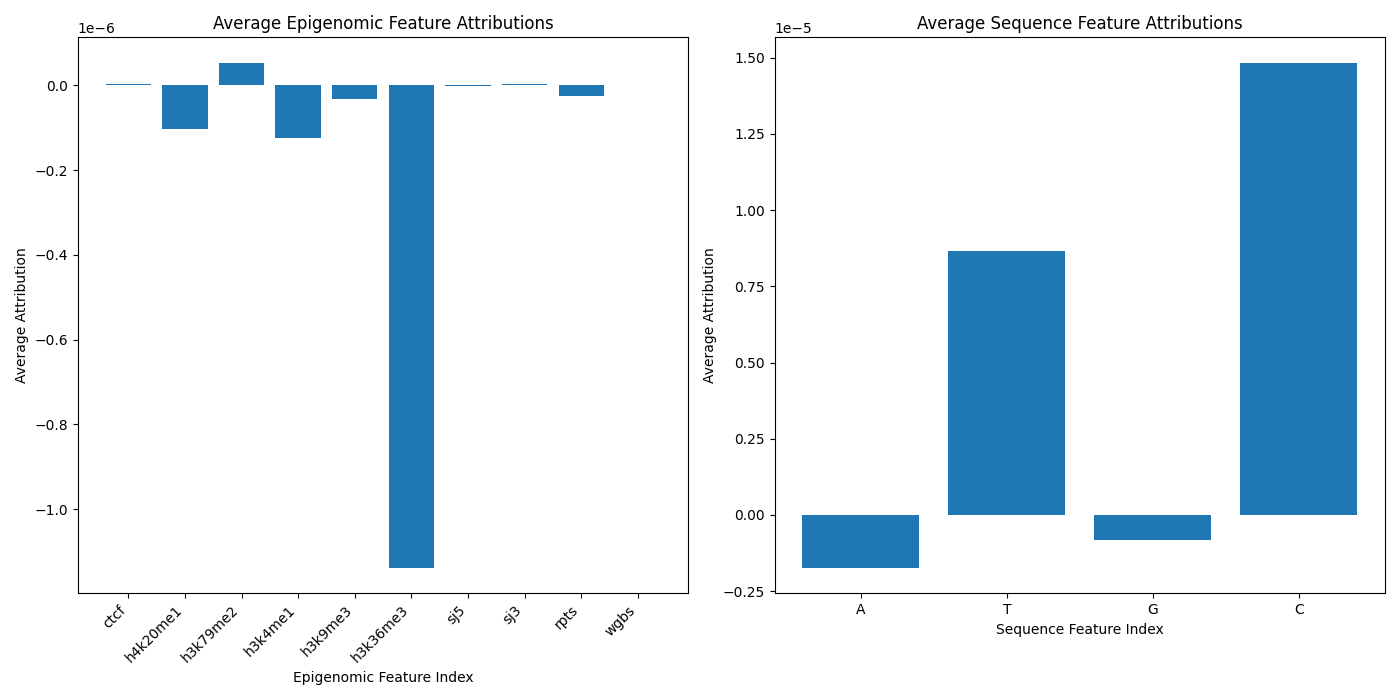 Average Epigenomic Feature Attributions
1e−6
0.0
−0.2
−0.4
−0.6
−0.8
−1.0
Average Attribution
ctcf
h4k20me1
h3k79me2
h3k4me1
h3k9me3
h3k36me3
sj5
sj3
rpts
wgbs
Epigenomic Feature Index
Average Sequence Feature Attributions
1e−5
1.50
1.25
1.00
0.75
0.50
0.25
0.00
−0.25
Average Attribution
A
T
G
C
Sequence Feature Index